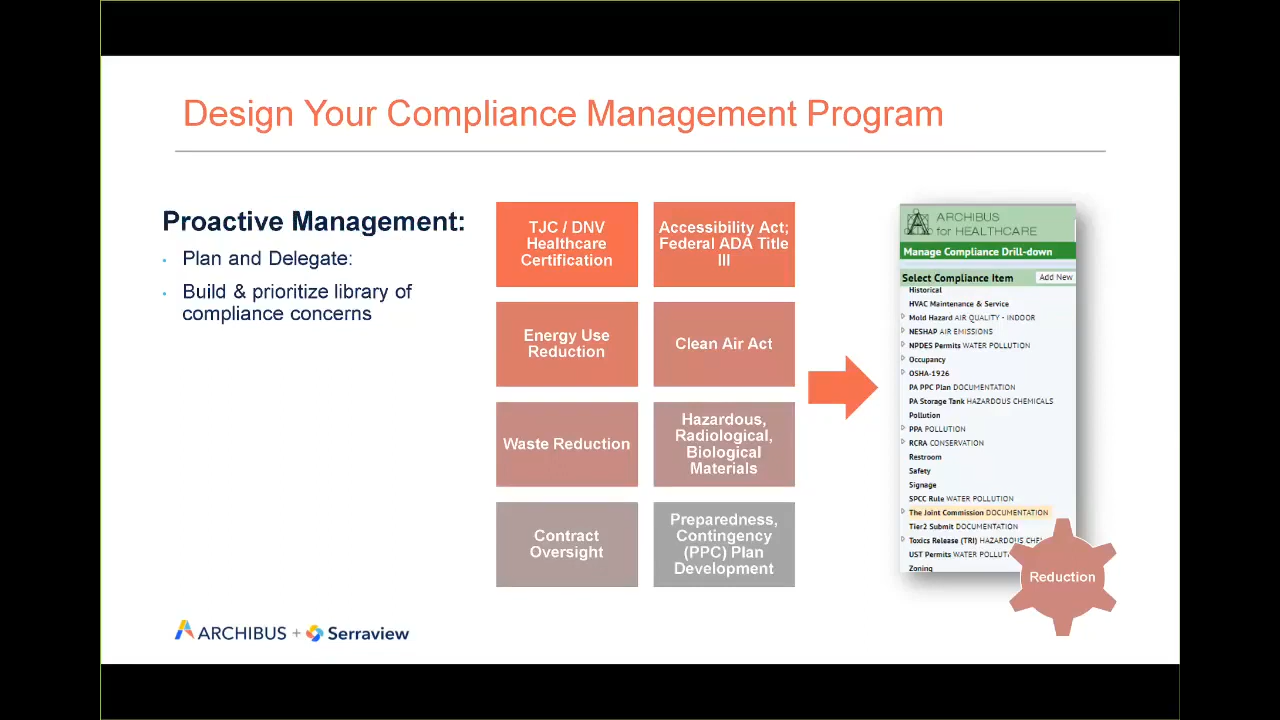 Design Your Compliance Management Program
Proactive Management:
• Plan and Delegate:
• Build & prioritize library of
compliance concerns
TJC / DNV
Healthcare
Certification
Accessibility Act;
Federal ADA Title
III
Energy Use
Reduction
Clean Air Act
Waste Reduction
Hazardous,
Radiological,
Biological
Materials
Contract
Oversight
Preparedness,
Contingency
(PPC) Plan
Development
ARCHIBUS
for HEALTHCARE
Manage Compliance Drill-down
Select Compliance Item Add New
Historical
HVAC Maintenance & Service
Mold Hazard AIR QUALITY - INDOOR
NESHAP AIR EMISSIONS
NPDES Permits WATER POLLUTION
Occupancy
OSHA-1926
PA PPC Plan DOCUMENTATION
PA Storage Tank HAZARDOUS CHEMICALS
Pollution
PPA POLLUTION
RCRA CONSERVATION
Restroom
Safety
Signage
SPCC Rule WATER POLLUTION
The Joint Commission DOCUMENTATION
Tier2 Submit DOCUMENTATION
Toxics Release (TRI) HAZARDOUS
UST Permits WATER
Zoning
Reduction
ARCHIBUS + Serraview